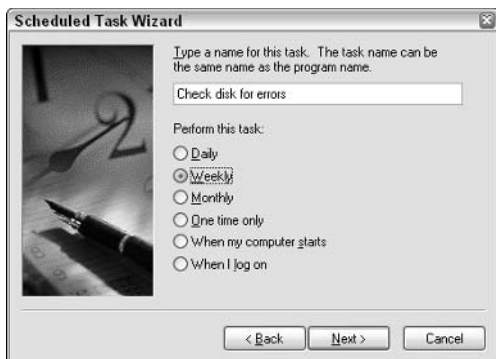 Scheduled Task Wizard
Type a name for this task. The task name can be
the same name as the program name.
Check disk for errors
Perform this task:
Daily
Weekly
Monthly
One time only
When my computer starts
When I log on
< Back
Next >
Cancel